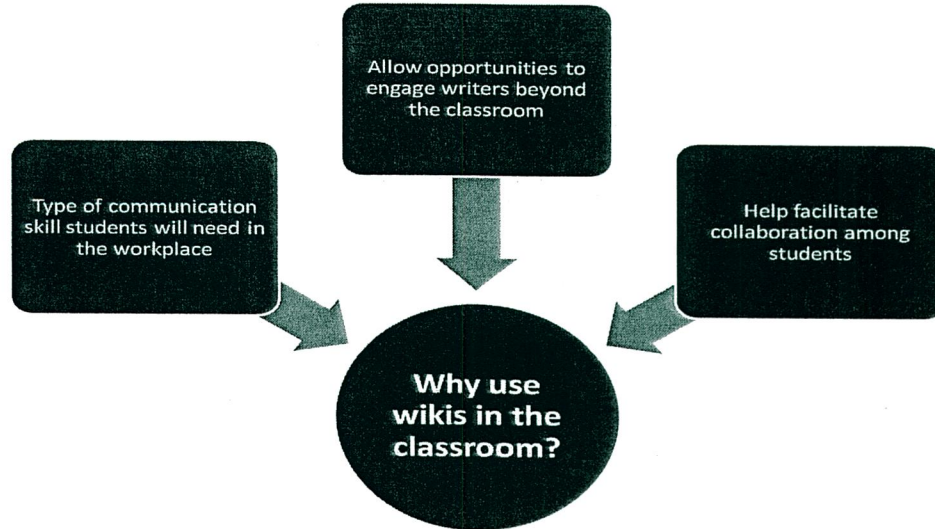 Allow opportunities to
engage writers beyond
the classroom
Type of communication
skill students will need in
the workplace
Help facilitate
collaboration among
students
Why use
wikis in the
classroom?